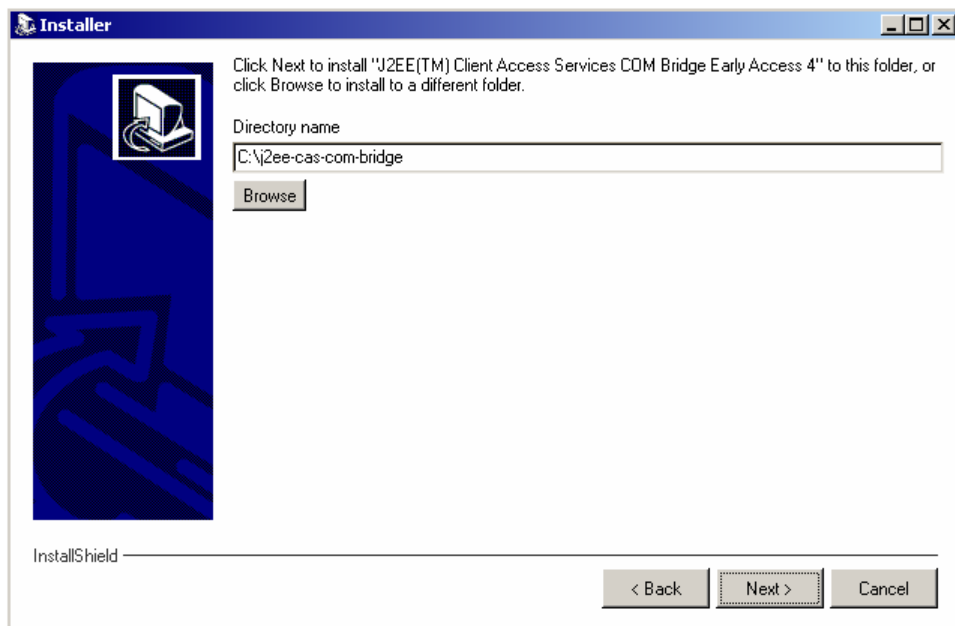 Installer
Click Next to install "J2EE(TM) Client Access Services COM Bridge Early Access 4" to this folder, or
click Browse to install to a different folder.
Directory name
C:\j2ee-cas-com-bridge
Browse
InstallShield
< Back
Next >
Cancel